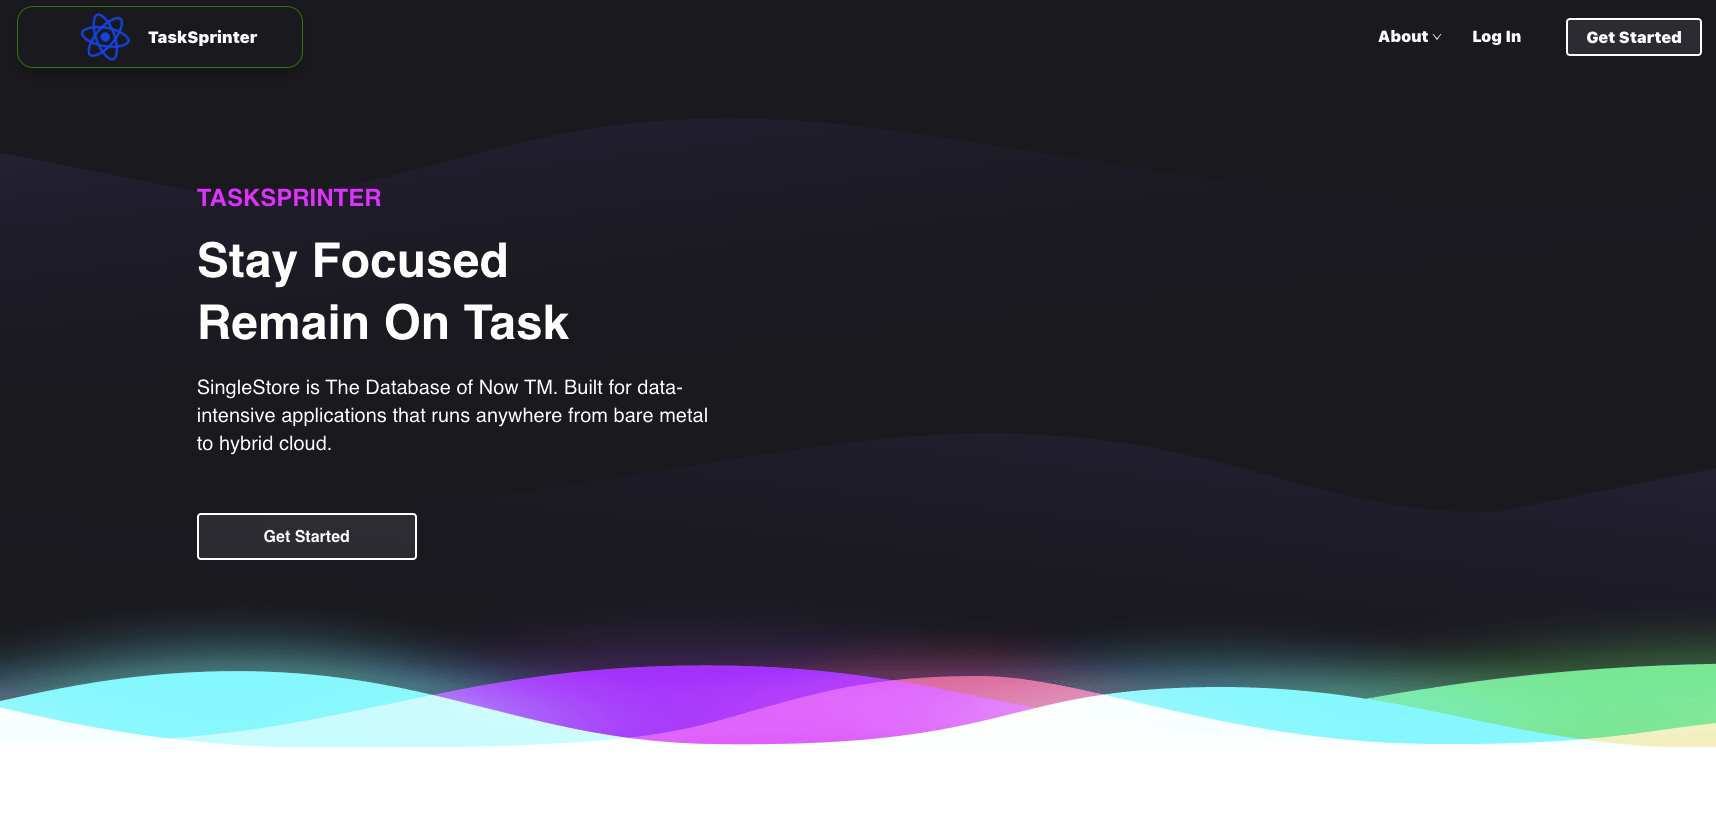 TaskSprinter
About
Log In
Get Started
TASKSPRINTER
Stay Focused
Remain On Task
SingleStore is The Database of Now TM. Built for data-
intensive applications that runs anywhere from bare metal
to hybrid cloud.
Get Started